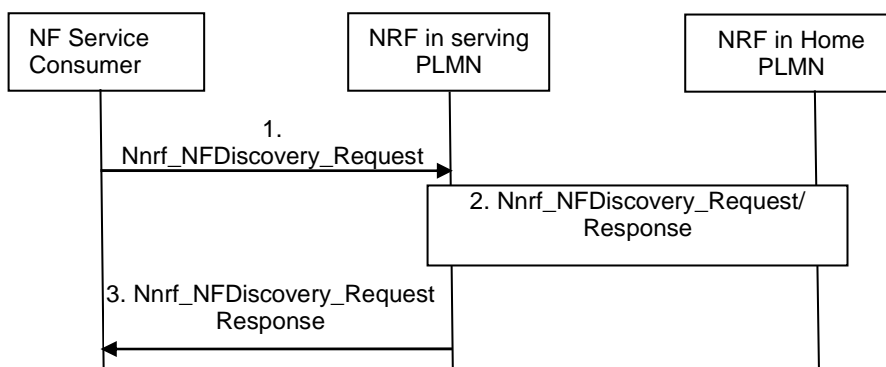 NF Service
Consumer
NRF in serving
PLMN
NRF in Home
PLMN
1.
Nnrf_NFDiscovery_Request
2. Nnrf_NFDiscovery_Request/
Response
3. Nnrf_NFDiscovery_Request
Response